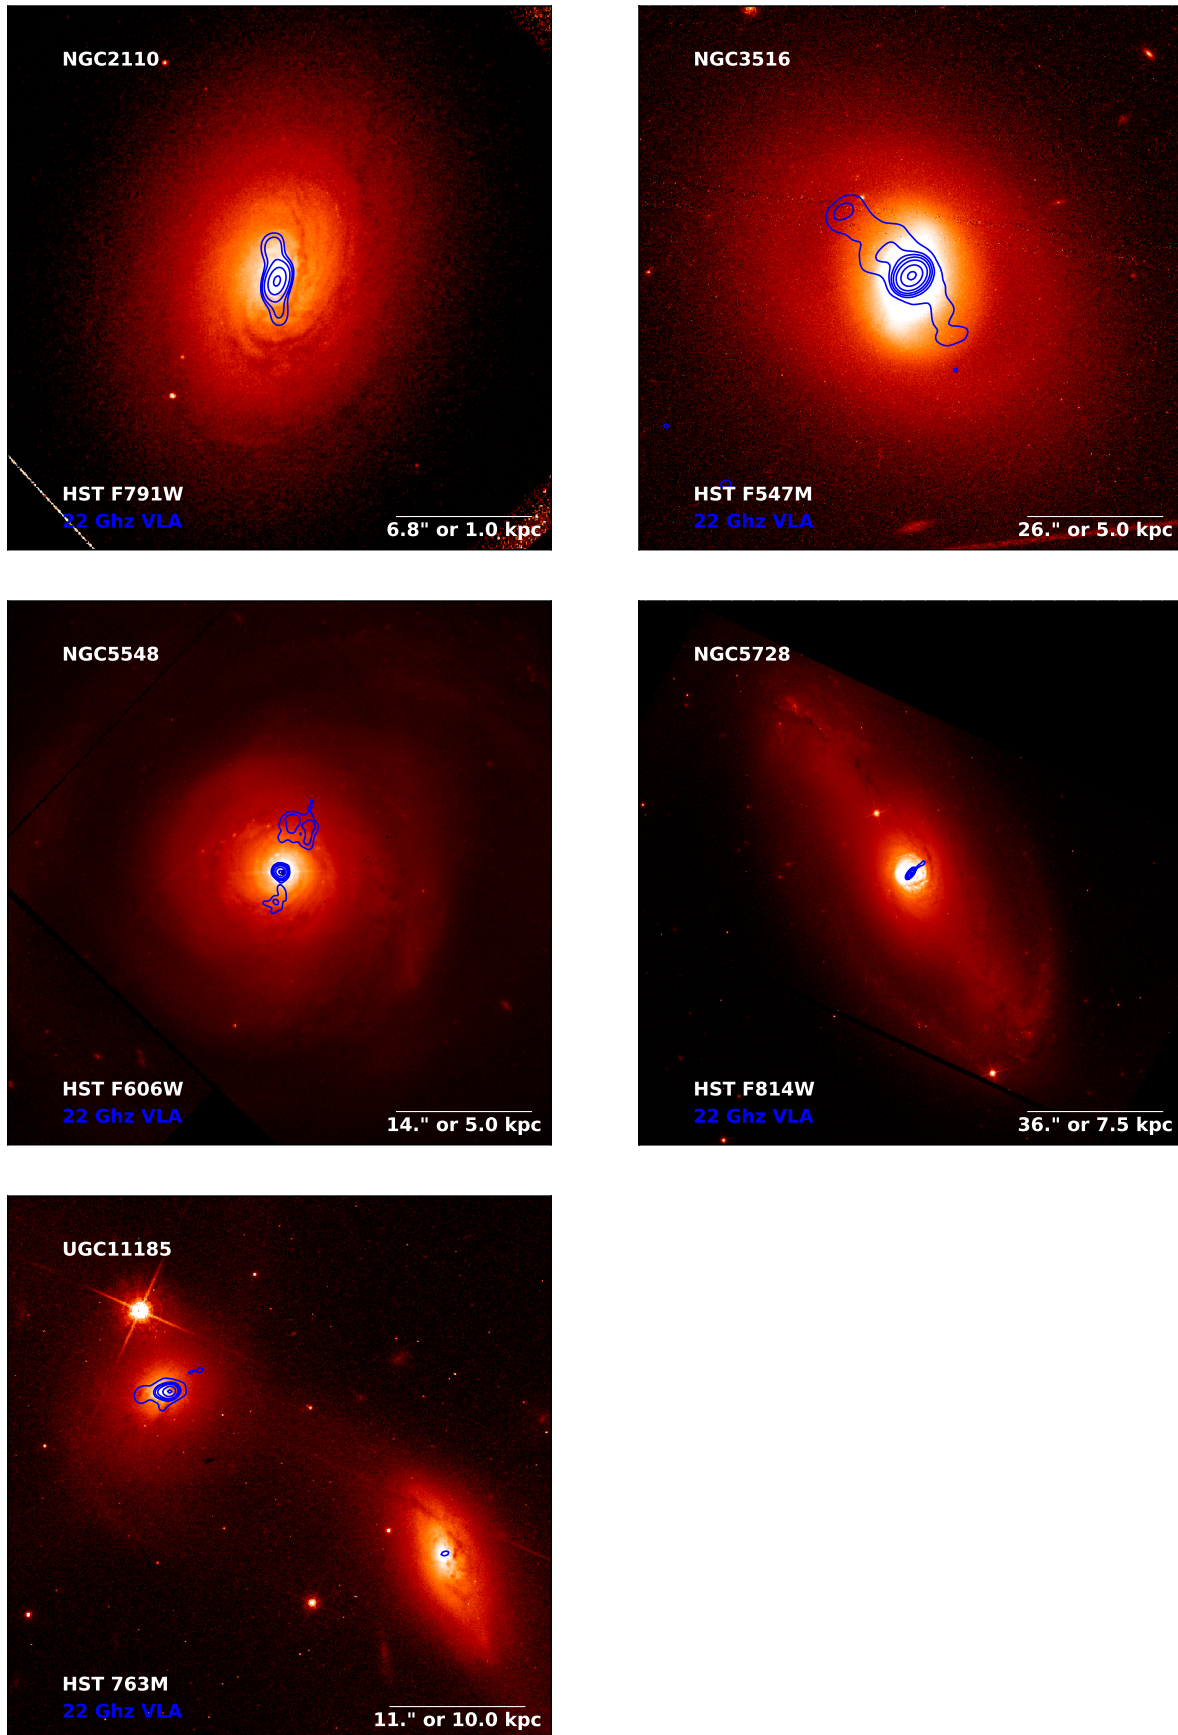 NGC2110
HST F791W
22 Ghz VLA
6.8" or 1.0 kpc
NGC3516
HST F547M
22 Ghz VLA
26." or 5.0 kpc
NGC5548
HST F606W
22 Ghz VLA
14." or 5.0 kpc
NGC5728
HST F814W
22 Ghz VLA
36." or 7.5 kpc
UGC11185
HST 763M
22 Ghz VLA
11." or 10.0 kpc